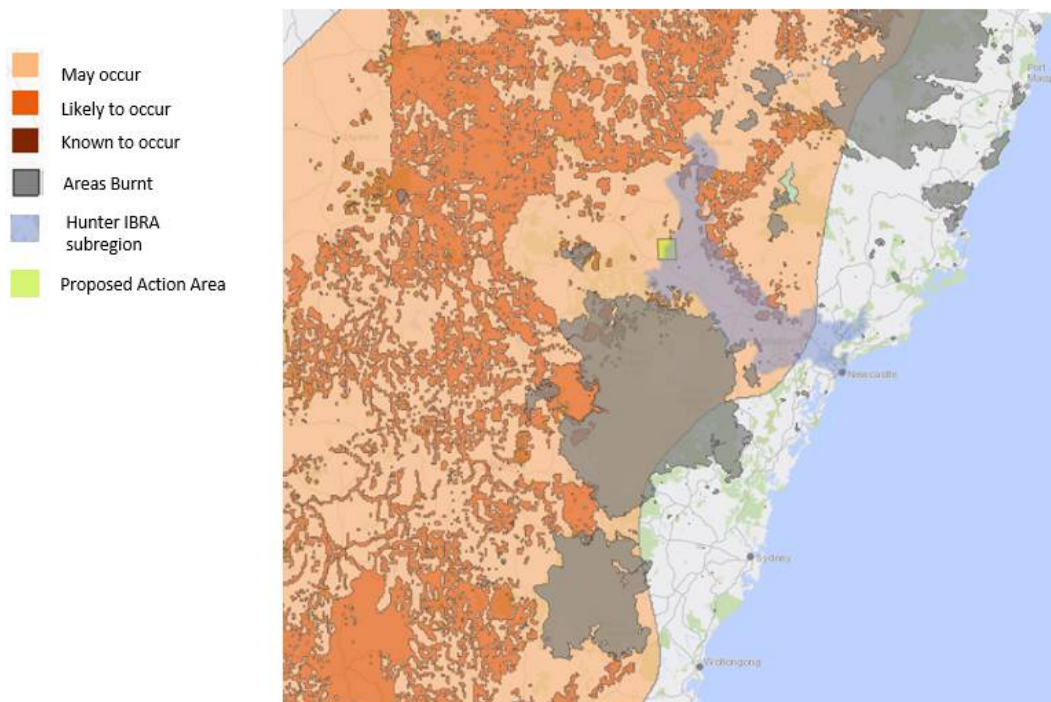 May occur
Likely to occur
Known to occur
Areas Burnt
Hunter IBRA
subregion
Proposed Action Area
Port
Newcastle
Sydney
Wollongong